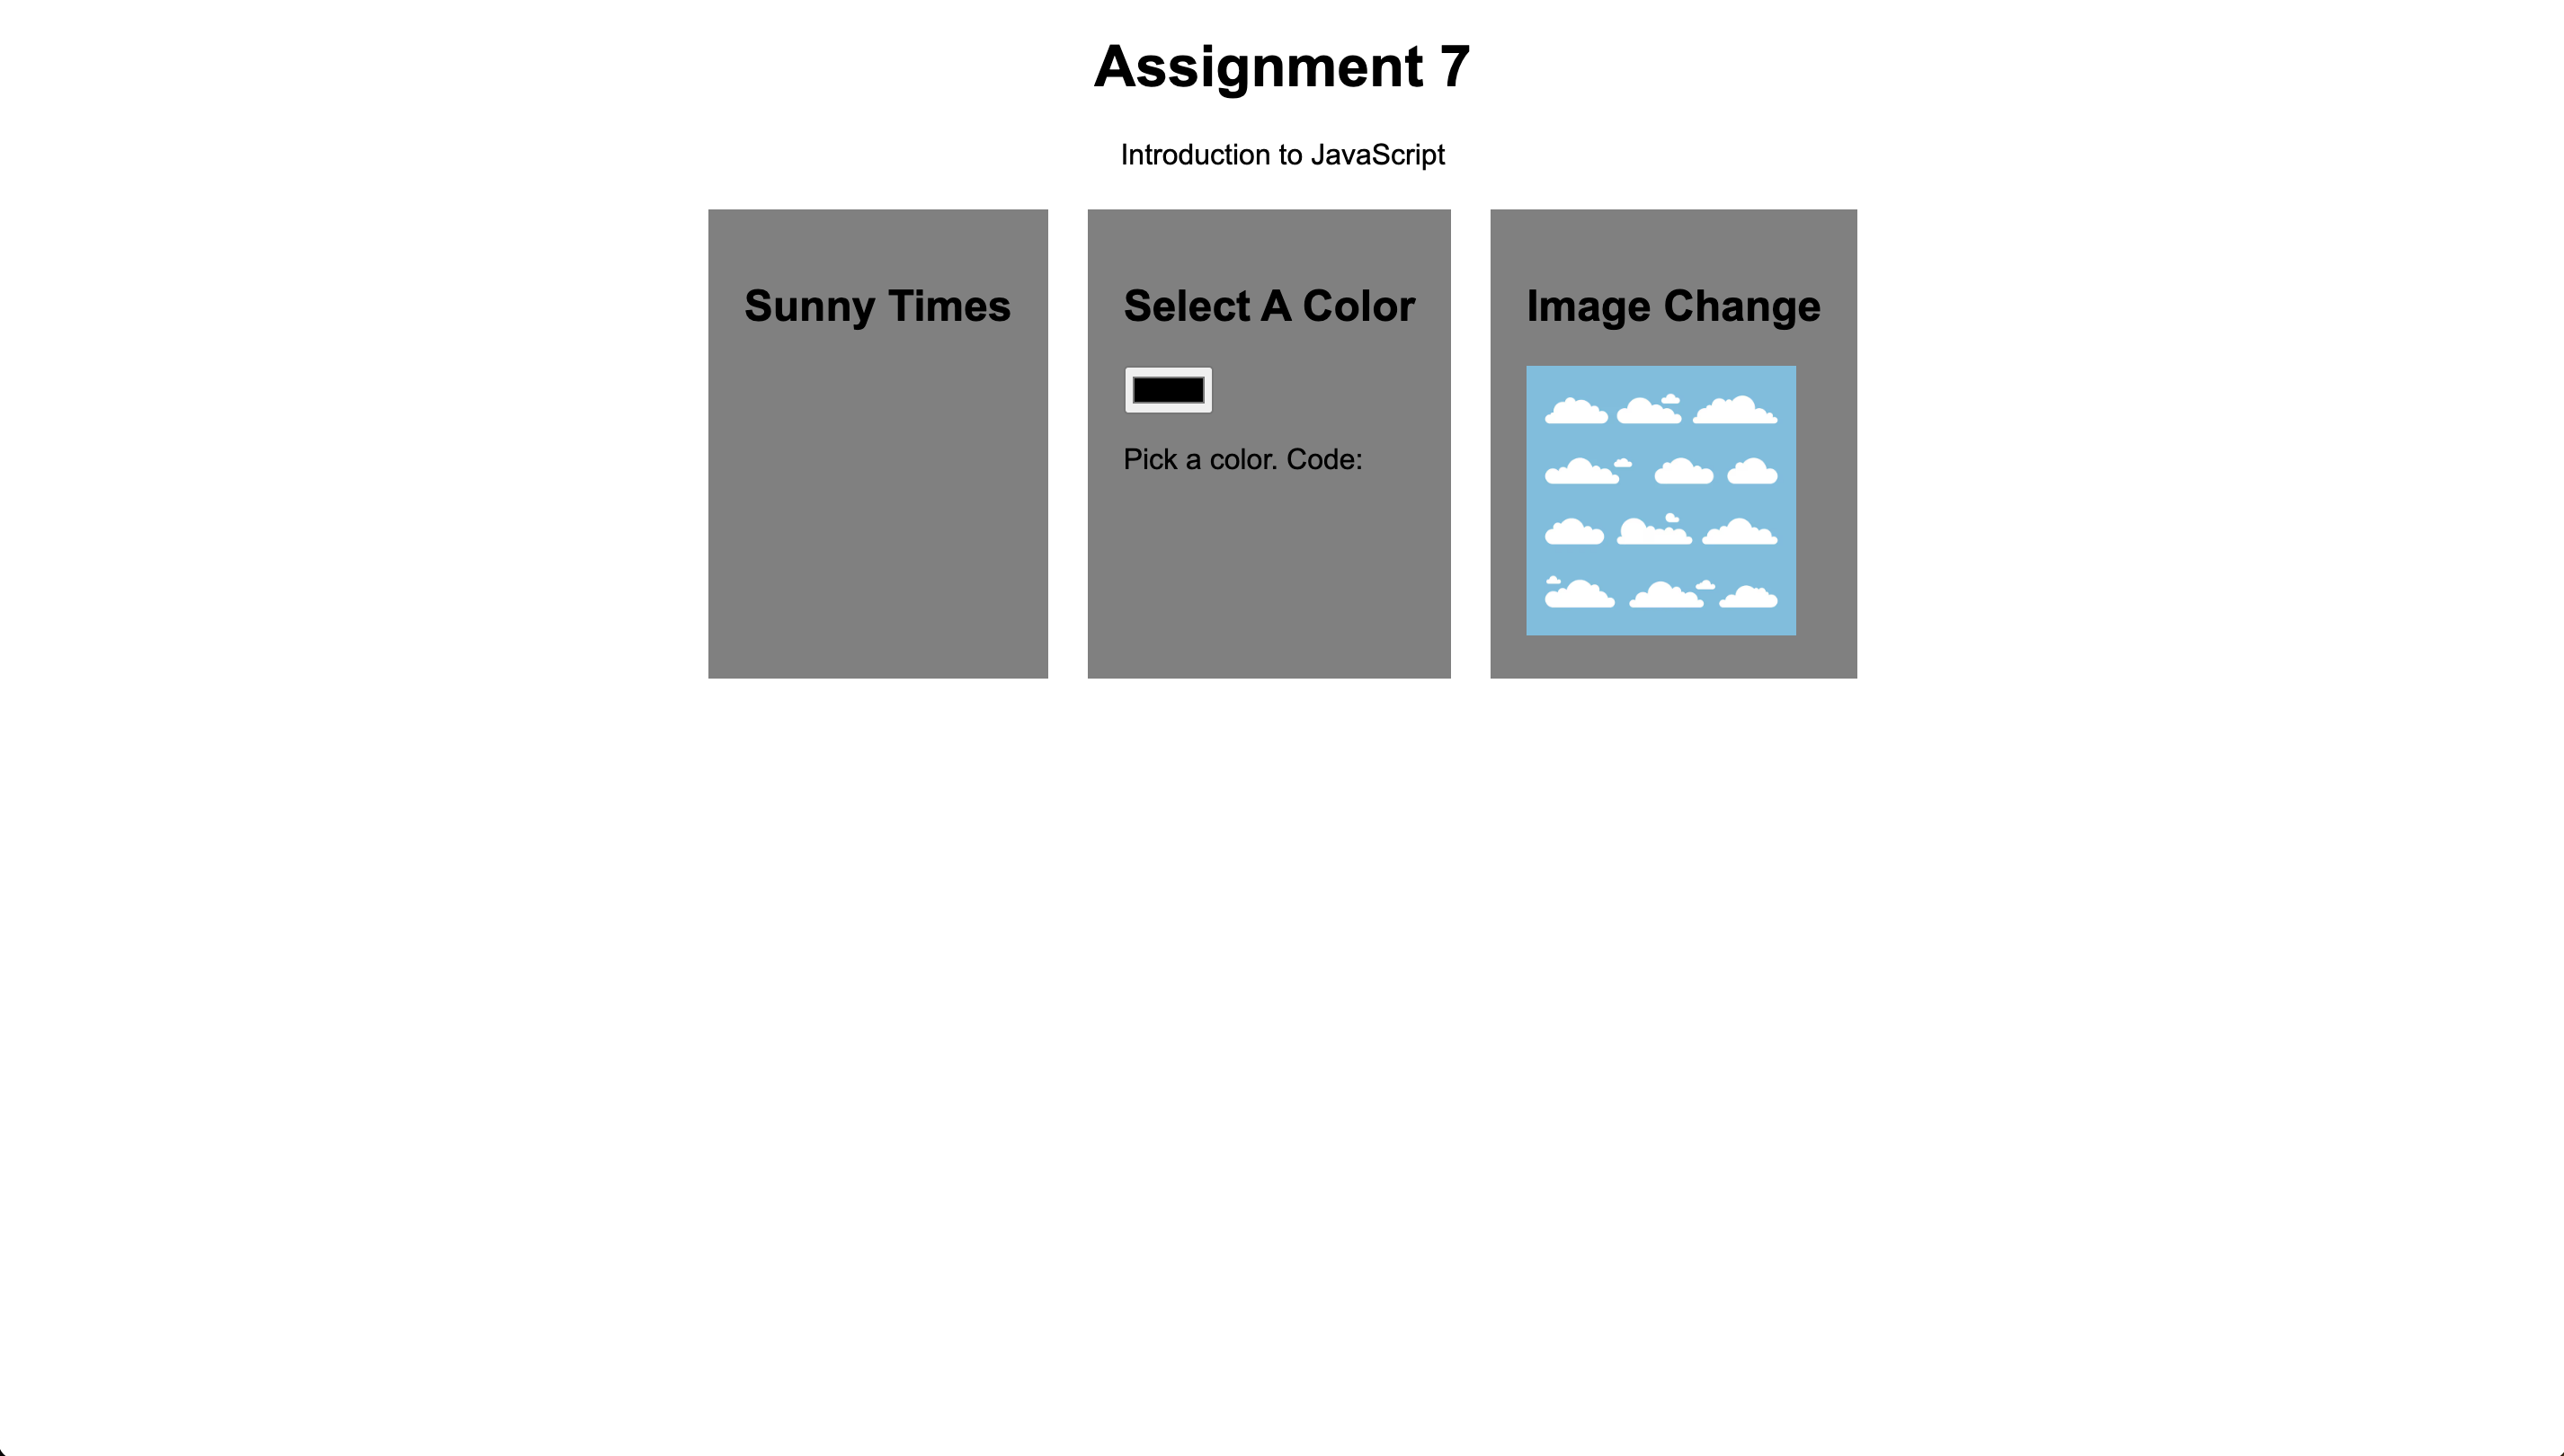 Assignment 7
Introduction to JavaScript
Sunny Times
Select A Color
Pick a color. Code:
Image Change